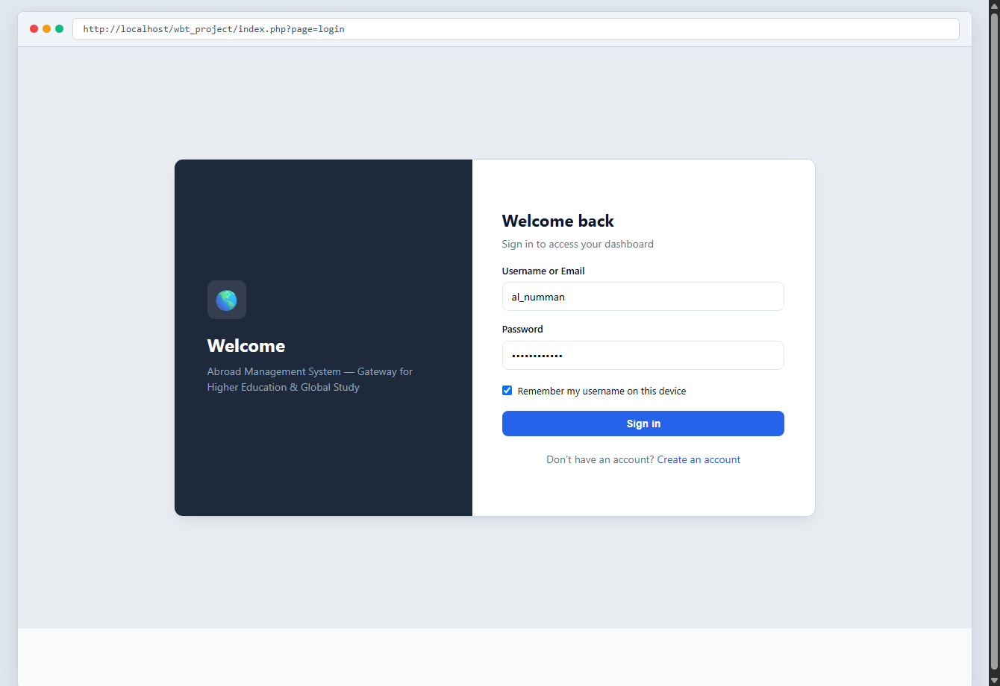 http://localhost/wbt_project/index.php?page=login
Welcome
Abroad Management System — Gateway for
Higher Education & Global Study
Welcome back
Sign in to access your dashboard
Username or Email
al_numman
Password
••••••••••••
Remember my username on this device
Sign in
Don't have an account? Create an account